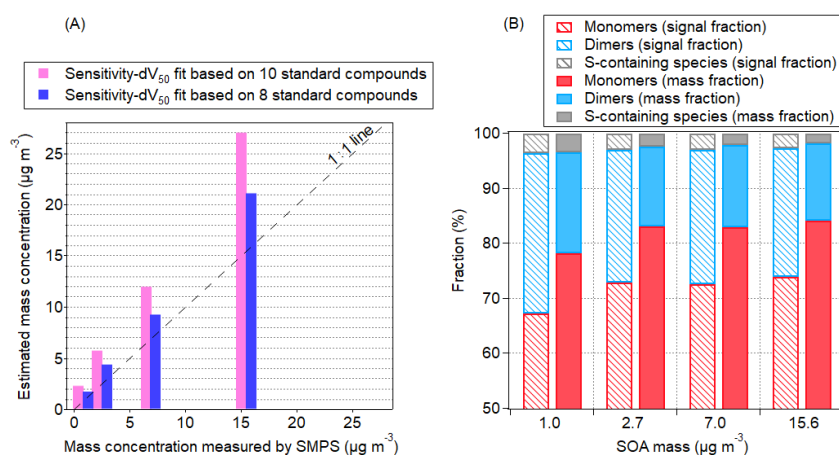 (A)
Sensitivity-dV50 fit based on 10 standard compounds
Sensitivity-dV50 fit based on 8 standard compounds
Estimated mass concentration (µg m-3)
25
20
15
10
5
0
1:1 line
0 5 10 15 20 25
Mass concentration measured by SMPS (µg m-3)
(B)
Monomers (signal fraction)
Dimers (signal fraction)
S-containing species (signal fraction)
Monomers (mass fraction)
Dimers (mass fraction)
S-containing species (mass fraction)
Fraction (%)
100
90
80
70
60
50
1.0 2.7 7.0 15.6
SOA mass (µg m-3)